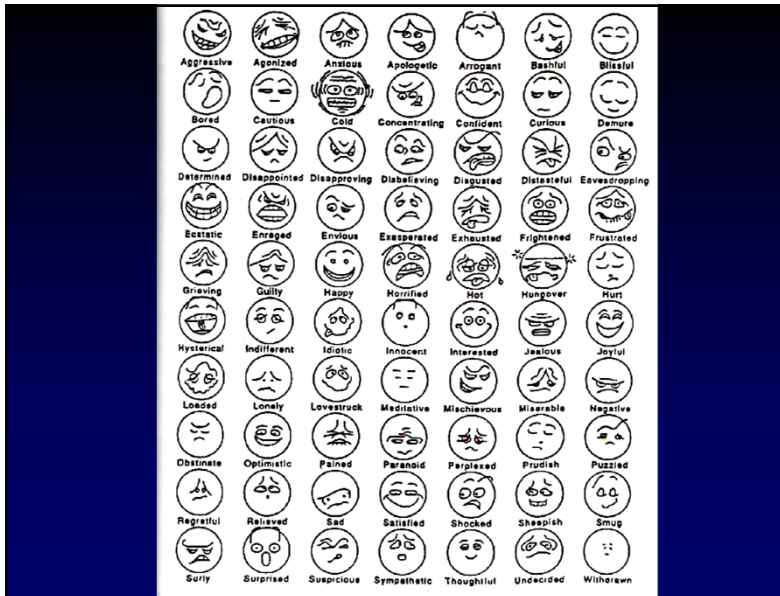 Aggressive Agonized Anxious Apologetic Arrogant Bashful Blissful
Bored Cautious Cold Concentrating Confident Curious Demure
Determined Disappointed Disapproving Disbelieving Disgusted Distasteful Eavesdropping
Ecstatic Enraged Envious Exasperated Exhausted Frightened Frustrated
Grieving Guilty Happy Horrified Hot Hungover Hurt
Hysterical Indifferent Idiotic Innocent Interested Jealous Joyful
Loaded Lonely Lovestruck Meditative Mischievous Miserable Negative
Obstinate Optimistic Pained Paranoid Perplexed Prudish Puzzled
Regretful Relieved Sad Satisfied Shocked Sheepish Smug
Surly Surprised Suspicious Sympathetic Thoughtful Undecided Withdrawn